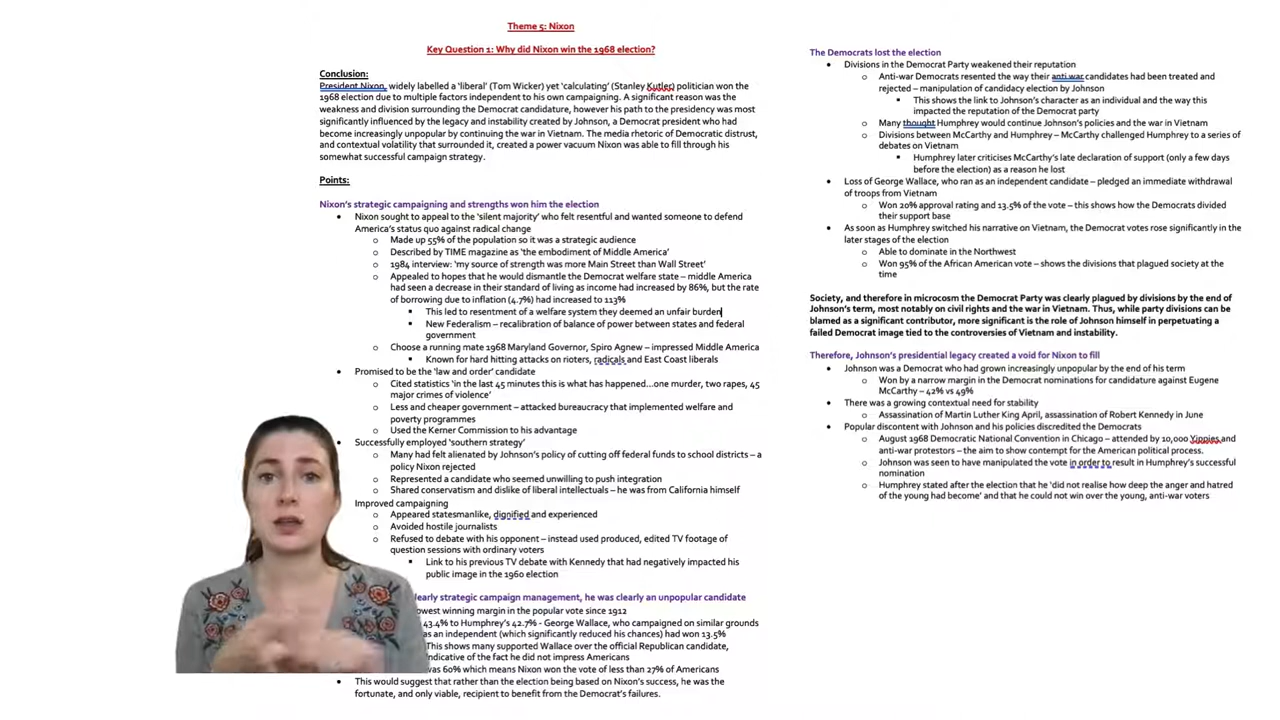 Theme 5: Nixon
Key Question 1: Why did Nixon win the 1968 election?
Conclusion:
President Nixon, widely labelled a 'liberal' (Tom Wicker) yet 'calculating' (Stanley Kutler) politician won the
1968 election due to multiple factors independent to his own campaigning. A significant reason was the
weakness and division surrounding the Democrat candidature, however his path to the presidency was most
significantly influenced by the legacy and instability created by Johnson, a Democrat president who had
become increasingly unpopular by continuing the war in Vietnam. The media rhetoric of Democratic distrust,
and contextual volatility that surrounded it, created a power vacuum Nixon was able to fill through his
somewhat successful campaign strategy.
Points:
Nixon's strategic campaigning and strengths won him the election
• Nixon sought to appeal to the 'silent majority' who felt resentful and wanted someone to defend
America's status quo against radical change
o Made up 55% of the population so it was a strategic audience
o Described by TIME magazine as 'the embodiment of Middle America'
o 1984 interview: 'my source of strength was more Main Street than Wall Street'
o Appealed to hopes that he would dismantle the Democrat welfare state – middle America
had seen a decrease in their standard of living as income had increased by 86%, but the rate
of borrowing due to inflation (4.7%) had increased to 113%
▪ This led to resentment of a welfare system they deemed an unfair burden
▪ New Federalism – recalibration of balance of power between states and federal
government
o Choose a running mate 1968 Maryland Governor, Spiro Agnew – impressed Middle America
▪ Known for hard hitting attacks on rioters, radicals and East Coast liberals
• Promised to be the 'law and order' candidate
o Cited statistics 'in the last 45 minutes this is what has happened...one murder, two rapes, 45
major crimes of violence'
o Less and cheaper government – attacked bureaucracy that implemented welfare and
poverty programmes
o Used the Kerner Commission to his advantage
• Successfully employed 'southern strategy'
o Many had felt alienated by Johnson's policy of cutting off federal funds to school districts – a
policy Nixon rejected
o Represented a candidate who seemed unwilling to push integration
o Shared conservatism and dislike of liberal intellectuals – he was from California himself
Improved campaigning
o Appeared statesmanlike, dignified and experienced
o Avoided hostile journalists
o Refused to debate with his opponent – instead used produced, edited TV footage of
question sessions with ordinary voters
▪ Link to his previous TV debate with Kennedy that had negatively impacted his
public image in the 1960 election
learly strategic campaign management, he was clearly an unpopular candidate
owest winning margin in the popular vote since 1912
43.4% to Humphrey's 42.7% - George Wallace, who campaigned on similar grounds
as an independent (which significantly reduced his chances) had won 13.5%
This shows many supported Wallace over the official Republican candidate,
indicative of the fact he did not impress Americans
was 60% which means Nixon won the vote of less than 27% of Americans
• This would suggest that rather than the election being based on Nixon's success, he was the
fortunate, and only viable, recipient to benefit from the Democrat's failures.
The Democrats lost the election
• Divisions in the Democrat Party weakened their reputation
o Anti-war Democrats resented the way their anti war candidates had been treated and
rejected – manipulation of candidacy election by Johnson
▪ This shows the link to Johnson's character as an individual and the way this
impacted the reputation of the Democrat party
o Many thought Humphrey would continue Johnson's policies and the war in Vietnam
o Divisions between McCarthy and Humphrey – McCarthy challenged Humphrey to a series of
debates on Vietnam
▪ Humphrey later criticises McCarthy's late declaration of support (only a few days
before the election) as a reason he lost
• Loss of George Wallace, who ran as an independent candidate – pledged an immediate withdrawal
of troops from Vietnam
o Won 20% approval rating and 13.5% of the vote – this shows how the Democrats divided
their support base
• As soon as Humphrey switched his narrative on Vietnam, the Democrat votes rose significantly in the
later stages of the election
o Able to dominate in the Northwest
o Won 95% of the African American vote – shows the divisions that plagued society at the
time
Society, and therefore in microcosm the Democrat Party was clearly plagued by divisions by the end of
Johnson's term, most notably on civil rights and the war in Vietnam. Thus, while party divisions can be
blamed as a significant contributor, more significant is the role of Johnson himself in perpetuating a
failed Democrat image tied to the controversies of Vietnam and instability.
Therefore, Johnson's presidential legacy created a void for Nixon to fill
• Johnson was a Democrat who had grown increasingly unpopular by the end of his term
o Won by a narrow margin in the Democrat nominations for candidature against Eugene
McCarthy – 42% vs 49%
• There was a growing contextual need for stability
o Assassination of Martin Luther King April, assassination of Robert Kennedy in June
• Popular discontent with Johnson and his policies discredited the Democrats
o August 1968 Democratic National Convention in Chicago – attended by 10,000 Yippies and
anti-war protestors – the aim to show contempt for the American political process.
o Johnson was seen to have manipulated the vote in order to result in Humphrey's successful
nomination
o Humphrey stated after the election that he 'did not realise how deep the anger and hatred
of the young had become' and that he could not win over the young, anti-war voters